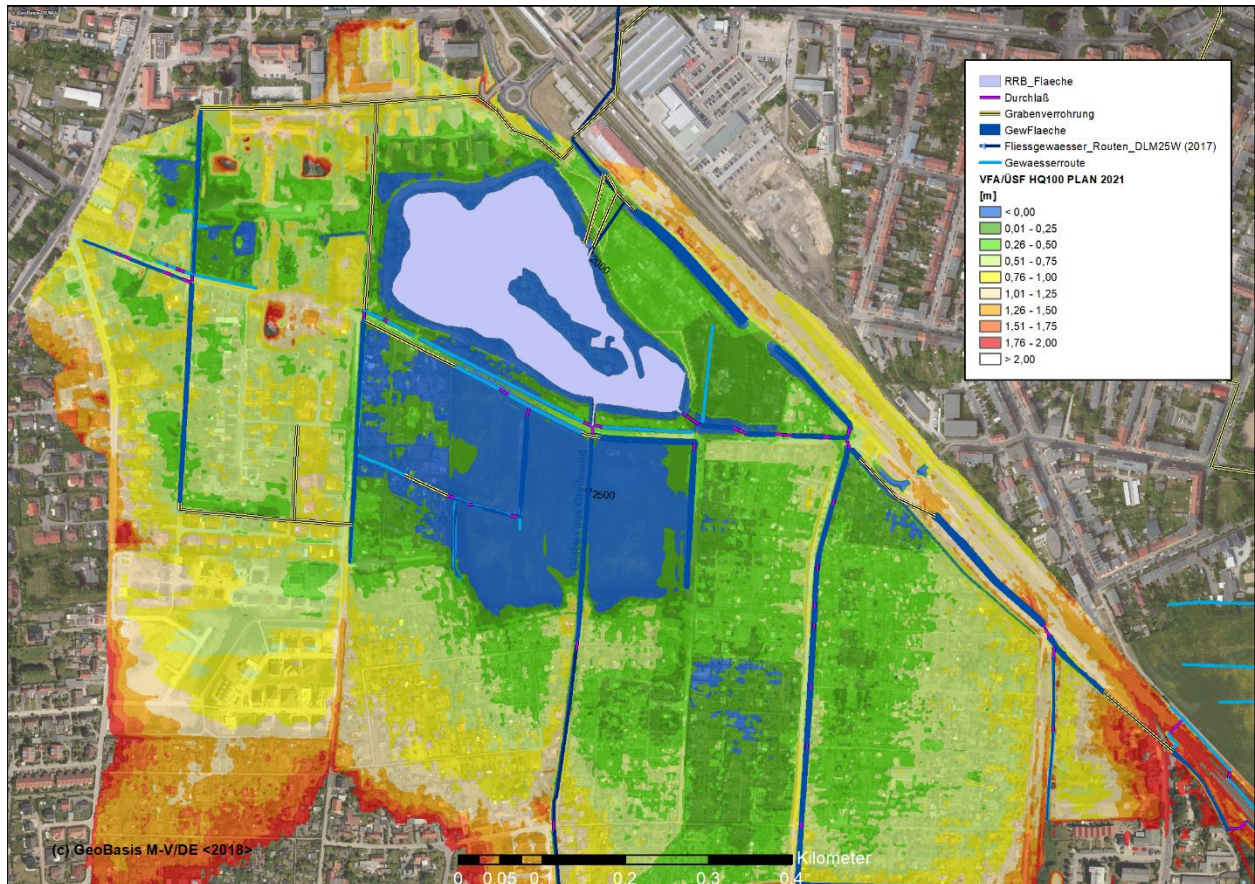 GeoBasis-DE/M-V
RRB_Flaeche
Durchlaß
Grabenverrohrung
GewFlaeche
Fliessgewaesser_Routen_DLM25W (2017)
Gewaesserroute
VFA/ÜSF HQ100 PLAN 2021
[m]
< 0,00
0,01 - 0,25
0,26 - 0,50
0,51 - 0,75
0,76 - 1,00
1,01 - 1,25
1,26 - 1,50
1,51 - 1,75
1,76 - 2,00
> 2,00
2000
2500
(c) GeoBasis M-V/DE <2018>
Kilometer
0 0.05 0.1 0.2 0.3 0.4